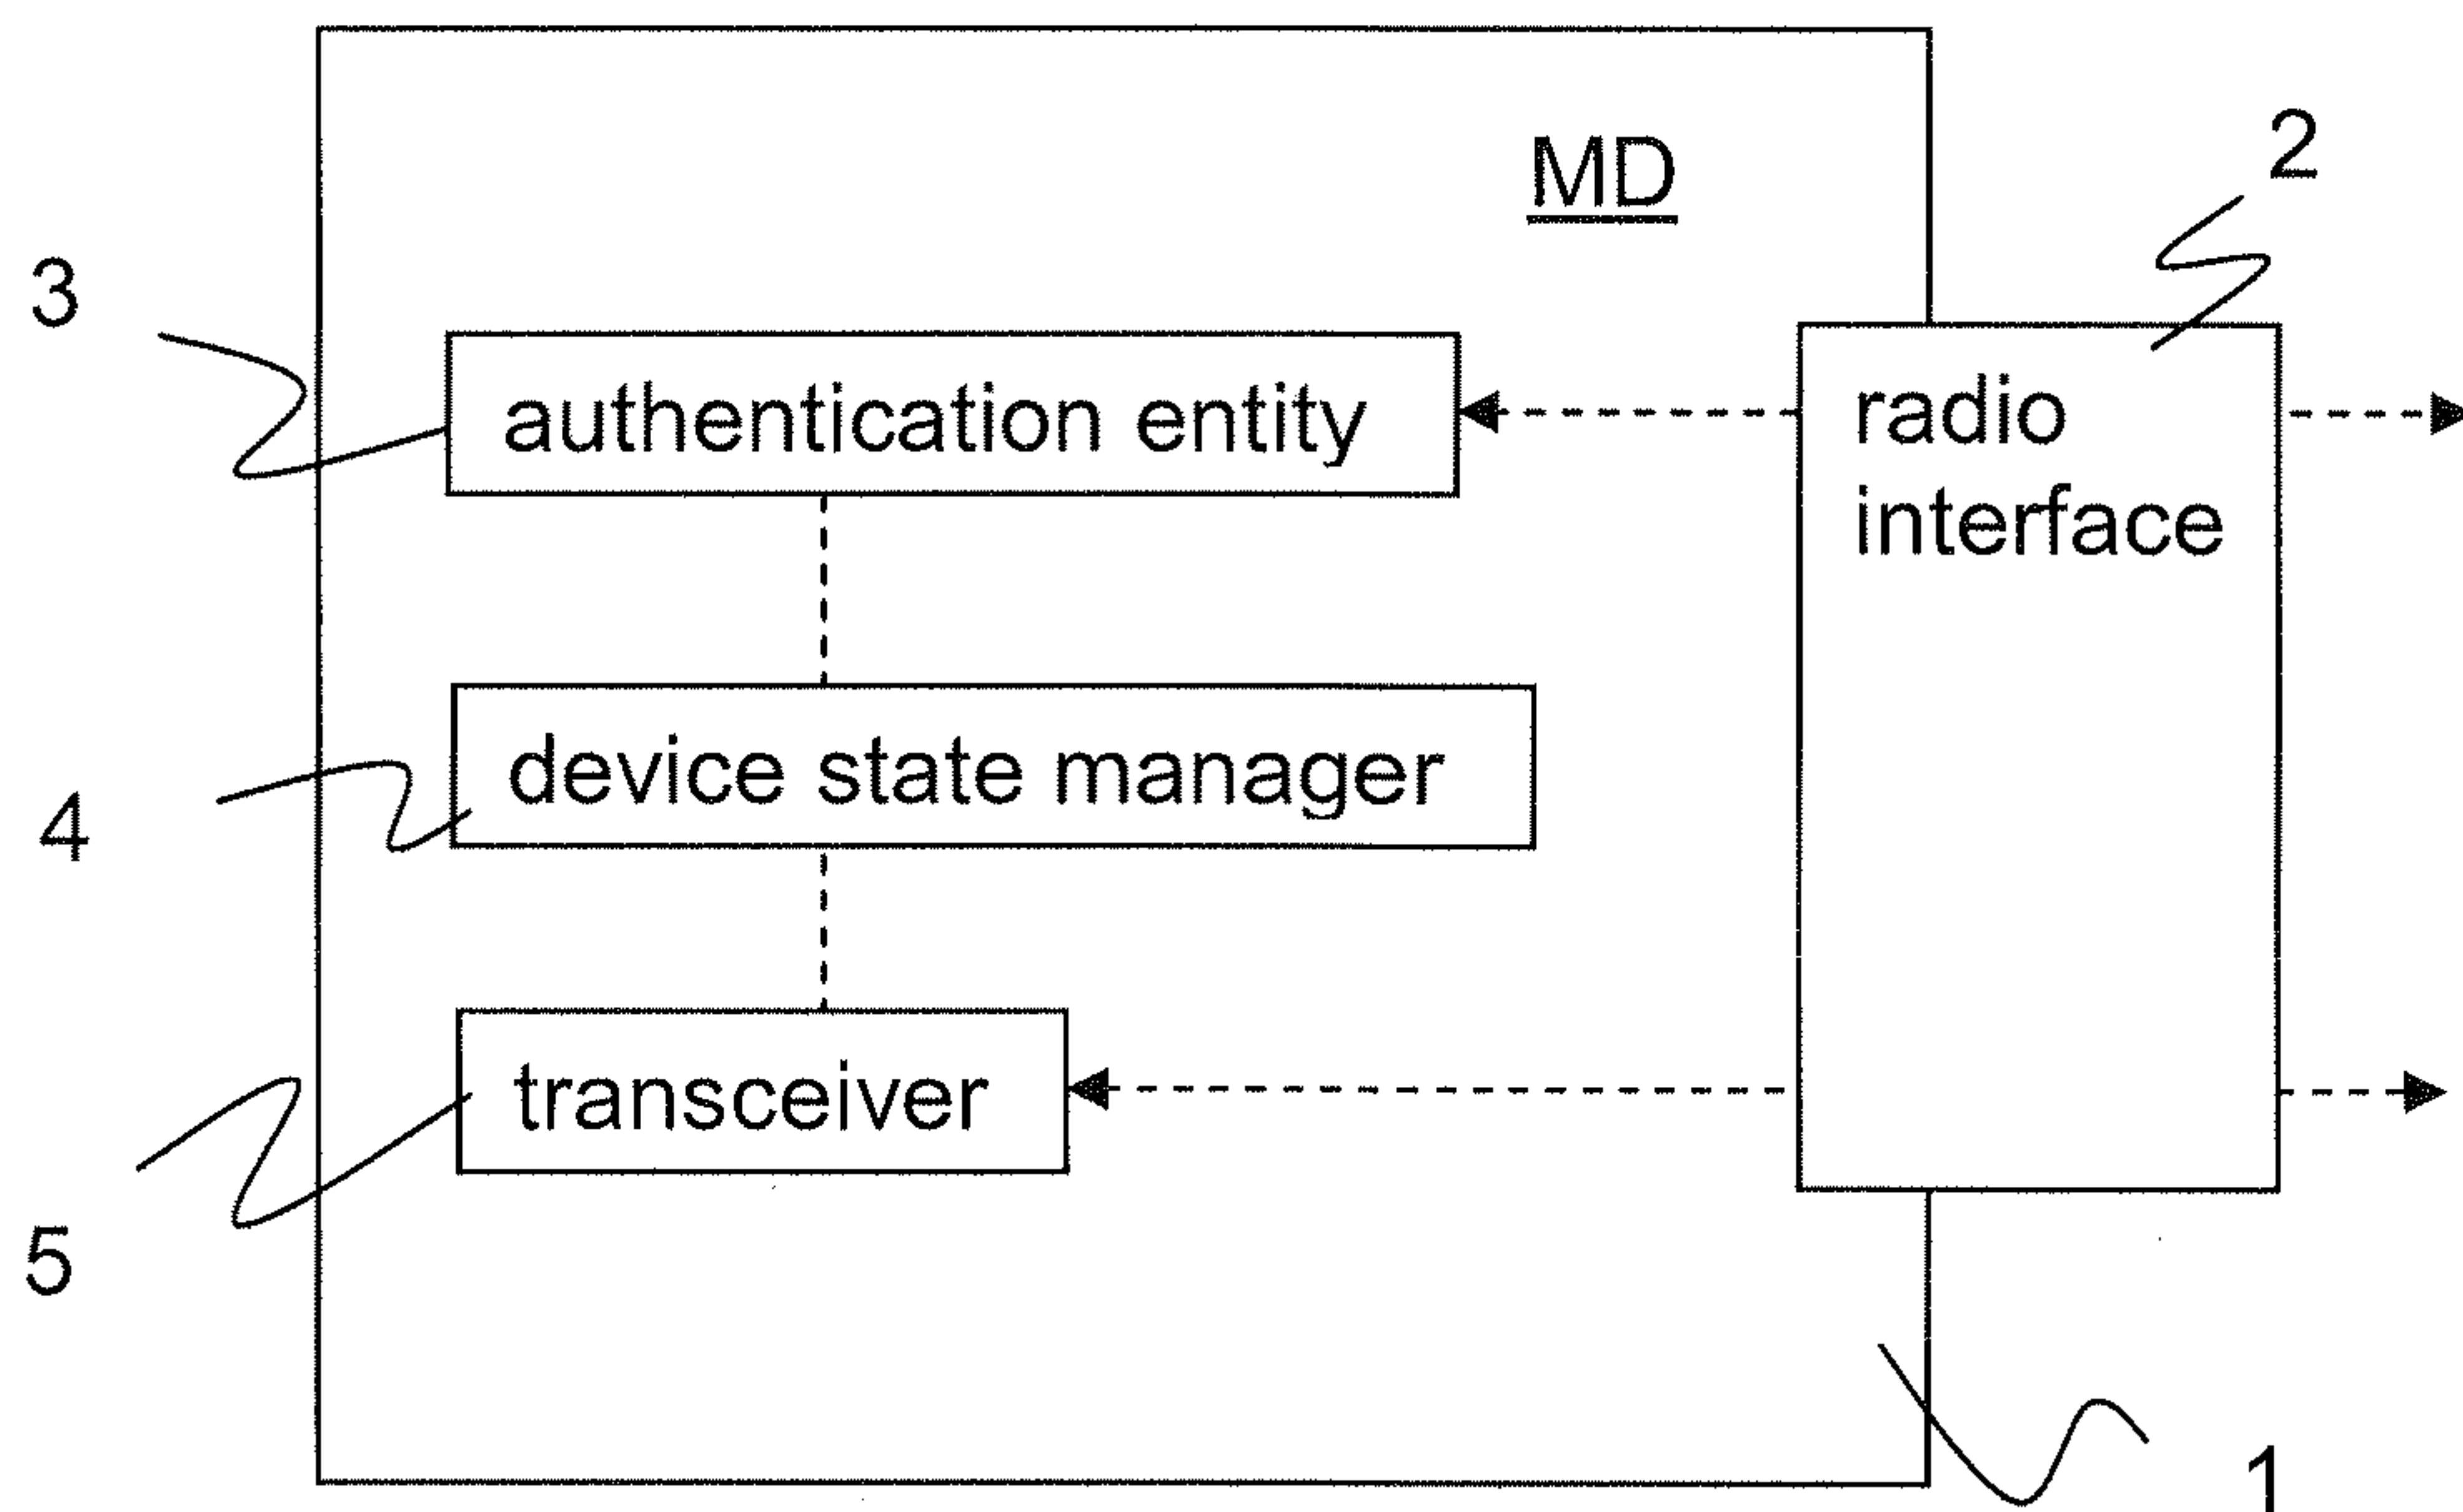 MD
2
3
authentication entity
radio
interface
device state manager
4
transceiver
5
1